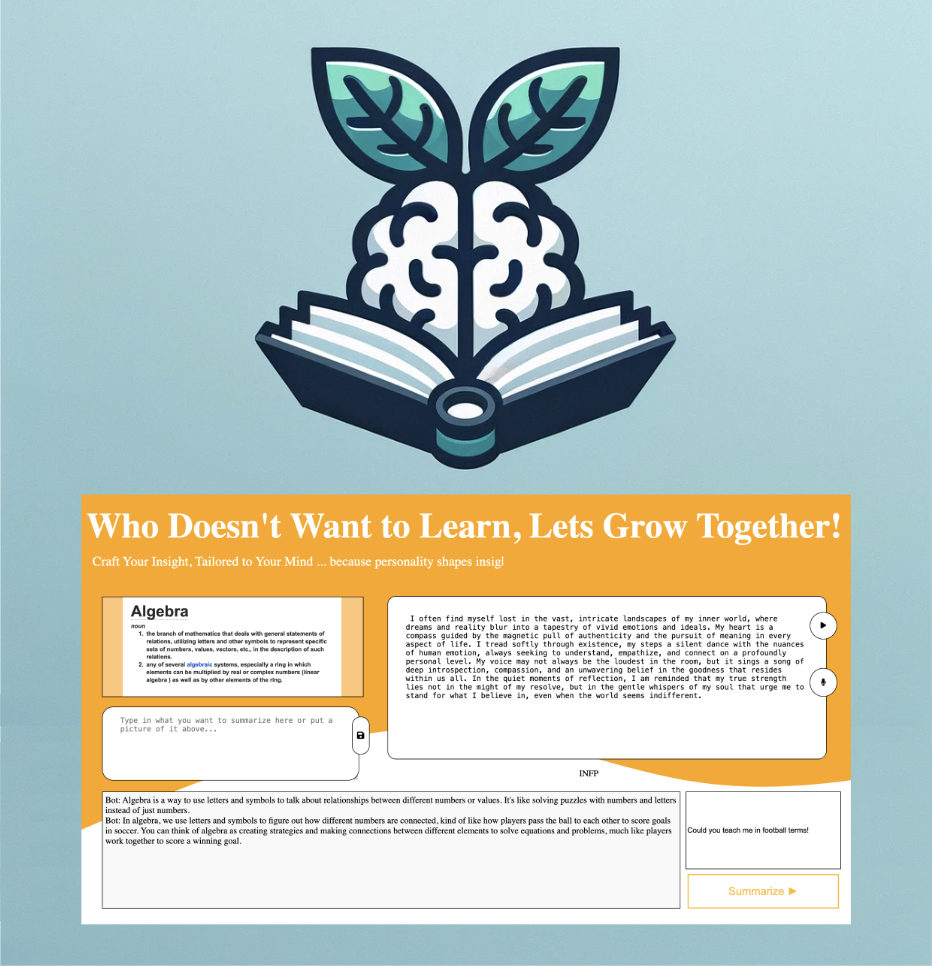 Who Doesn't Want to Learn, Lets Grow Together!
Craft Your Insight, Tailored to Your Mind ... because personality shapes insigl
Algebra
noun
1. the branch of mathematics that deals with general statements of
relations, utilizing letters and other symbols to represent specific
sets of numbers, values, vectors, etc., in the description of such
relations.
2. any of several algebraic systems, especially a ring in which
elements can be multiplied by real or complex numbers (linear
algebra ) as well as by other elements of the ring.
Type in what you want to summarize here or put a
picture of it above...
I often find myself lost in the vast, intricate landscapes of my inner world, where
dreams and reality blur into a tapestry of vivid emotions and ideals. My heart is a
compass guided by the magnetic pull of authenticity and the pursuit of meaning in every
aspect of life. I tread softly through existence, my steps a silent dance with the nuances
of human emotion, always seeking to understand, empathize, and connect on a profoundly
personal level. My voice may not always be the loudest in the room, but it sings a song of
deep introspection, compassion, and an unwavering belief in the goodness that resides
within us all. In the quiet moments of reflection, I am reminded that my true strength
lies not in the might of my resolve, but in the gentle whispers of my soul that urge me to
stand for what I believe in, even when the world seems indifferent.
INFP
Bot: Algebra is a way to use letters and symbols to talk about relationships between different numbers or values. It's like solving puzzles with numbers and letters
instead of just numbers.
Bot: In algebra, we use letters and symbols to figure out how different numbers are connected, kind of like how players pass the ball to each other to score goals
in soccer. You can think of algebra as creating strategies and making connections between different elements to solve equations and problems, much like players
work together to score a winning goal.
Could you teach me in football terms!
Summarize ►